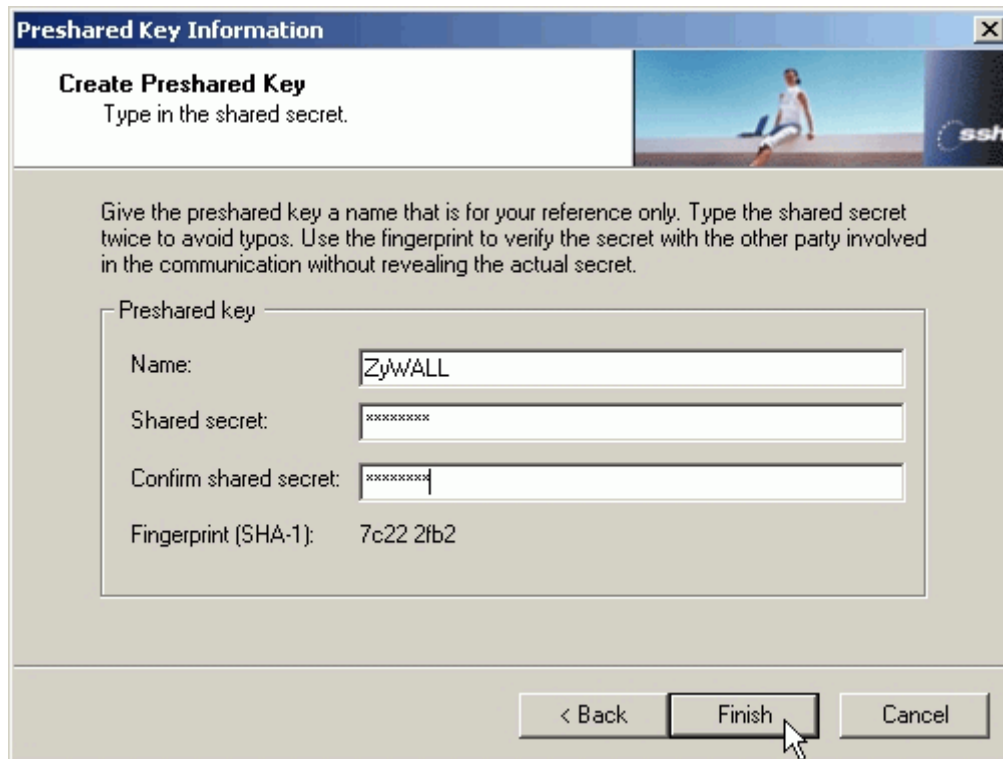 Preshared Key Information
Create Preshared Key
Type in the shared secret.
ssh
Give the preshared key a name that is for your reference only. Type the shared secret
twice to avoid typos. Use the fingerprint to verify the secret with the other party involved
in the communication without revealing the actual secret.
Preshared key
Name: ZyWALL
Shared secret: ********
Confirm shared secret: ********
Fingerprint (SHA-1): 7c22 2fb2
< Back Finish Cancel